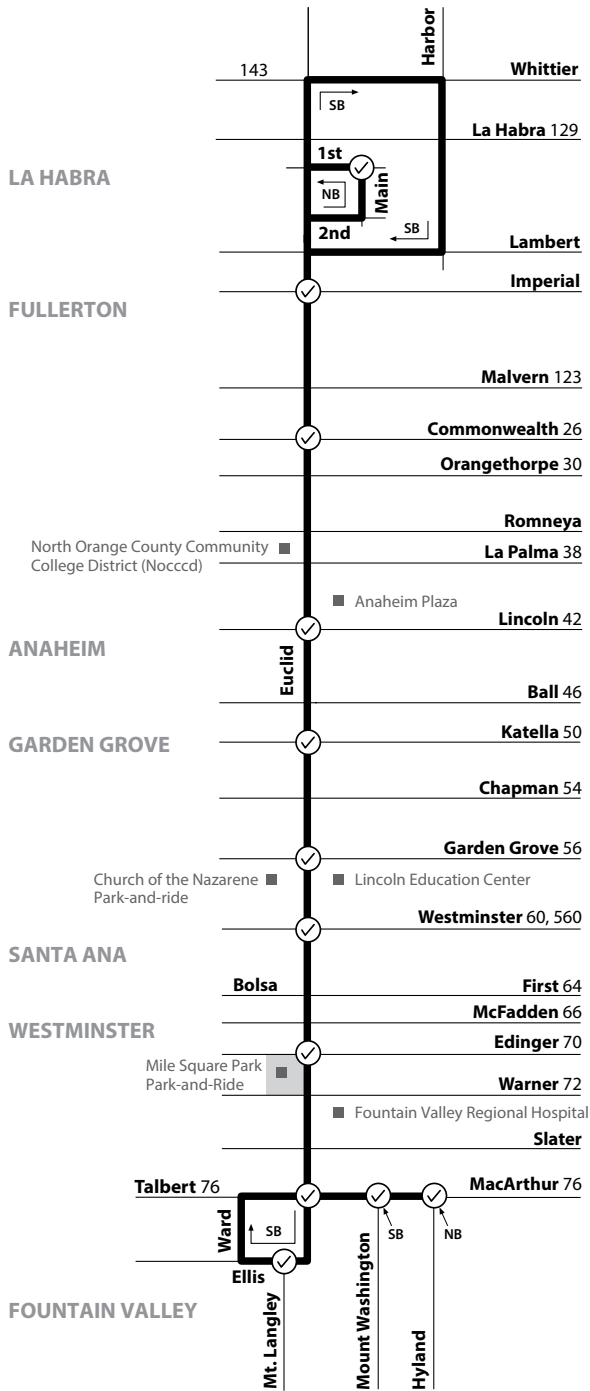 Harbor
143
Whittier
SB
La Habra 129
1st
LA HABRA
NB
Main
SB
2nd
Lambert
Imperial
FULLERTON
Malvern 123
Commonwealth 26
Orangethorpe 30
Romneya
North Orange County Community
College District (Nocccd)
La Palma 38
Anaheim Plaza
Lincoln 42
ANAHEIM
Euclid
Ball 46
Katella 50
GARDEN GROVE
Chapman 54
Garden Grove 56
Church of the Nazarene
Park-and-ride
Lincoln Education Center
Westminster 60, 560
SANTA ANA
Bolsa
First 64
McFadden 66
WESTMINSTER
Edinger 70
Mile Square Park
Park-and-Ride
Warner 72
Fountain Valley Regional Hospital
Slater
Talbert 76
MacArthur 76
Ward
SB
SB
NB
Ellis
FOUNTAIN VALLEY
Mt. Langley
Mount Washington
Hyland